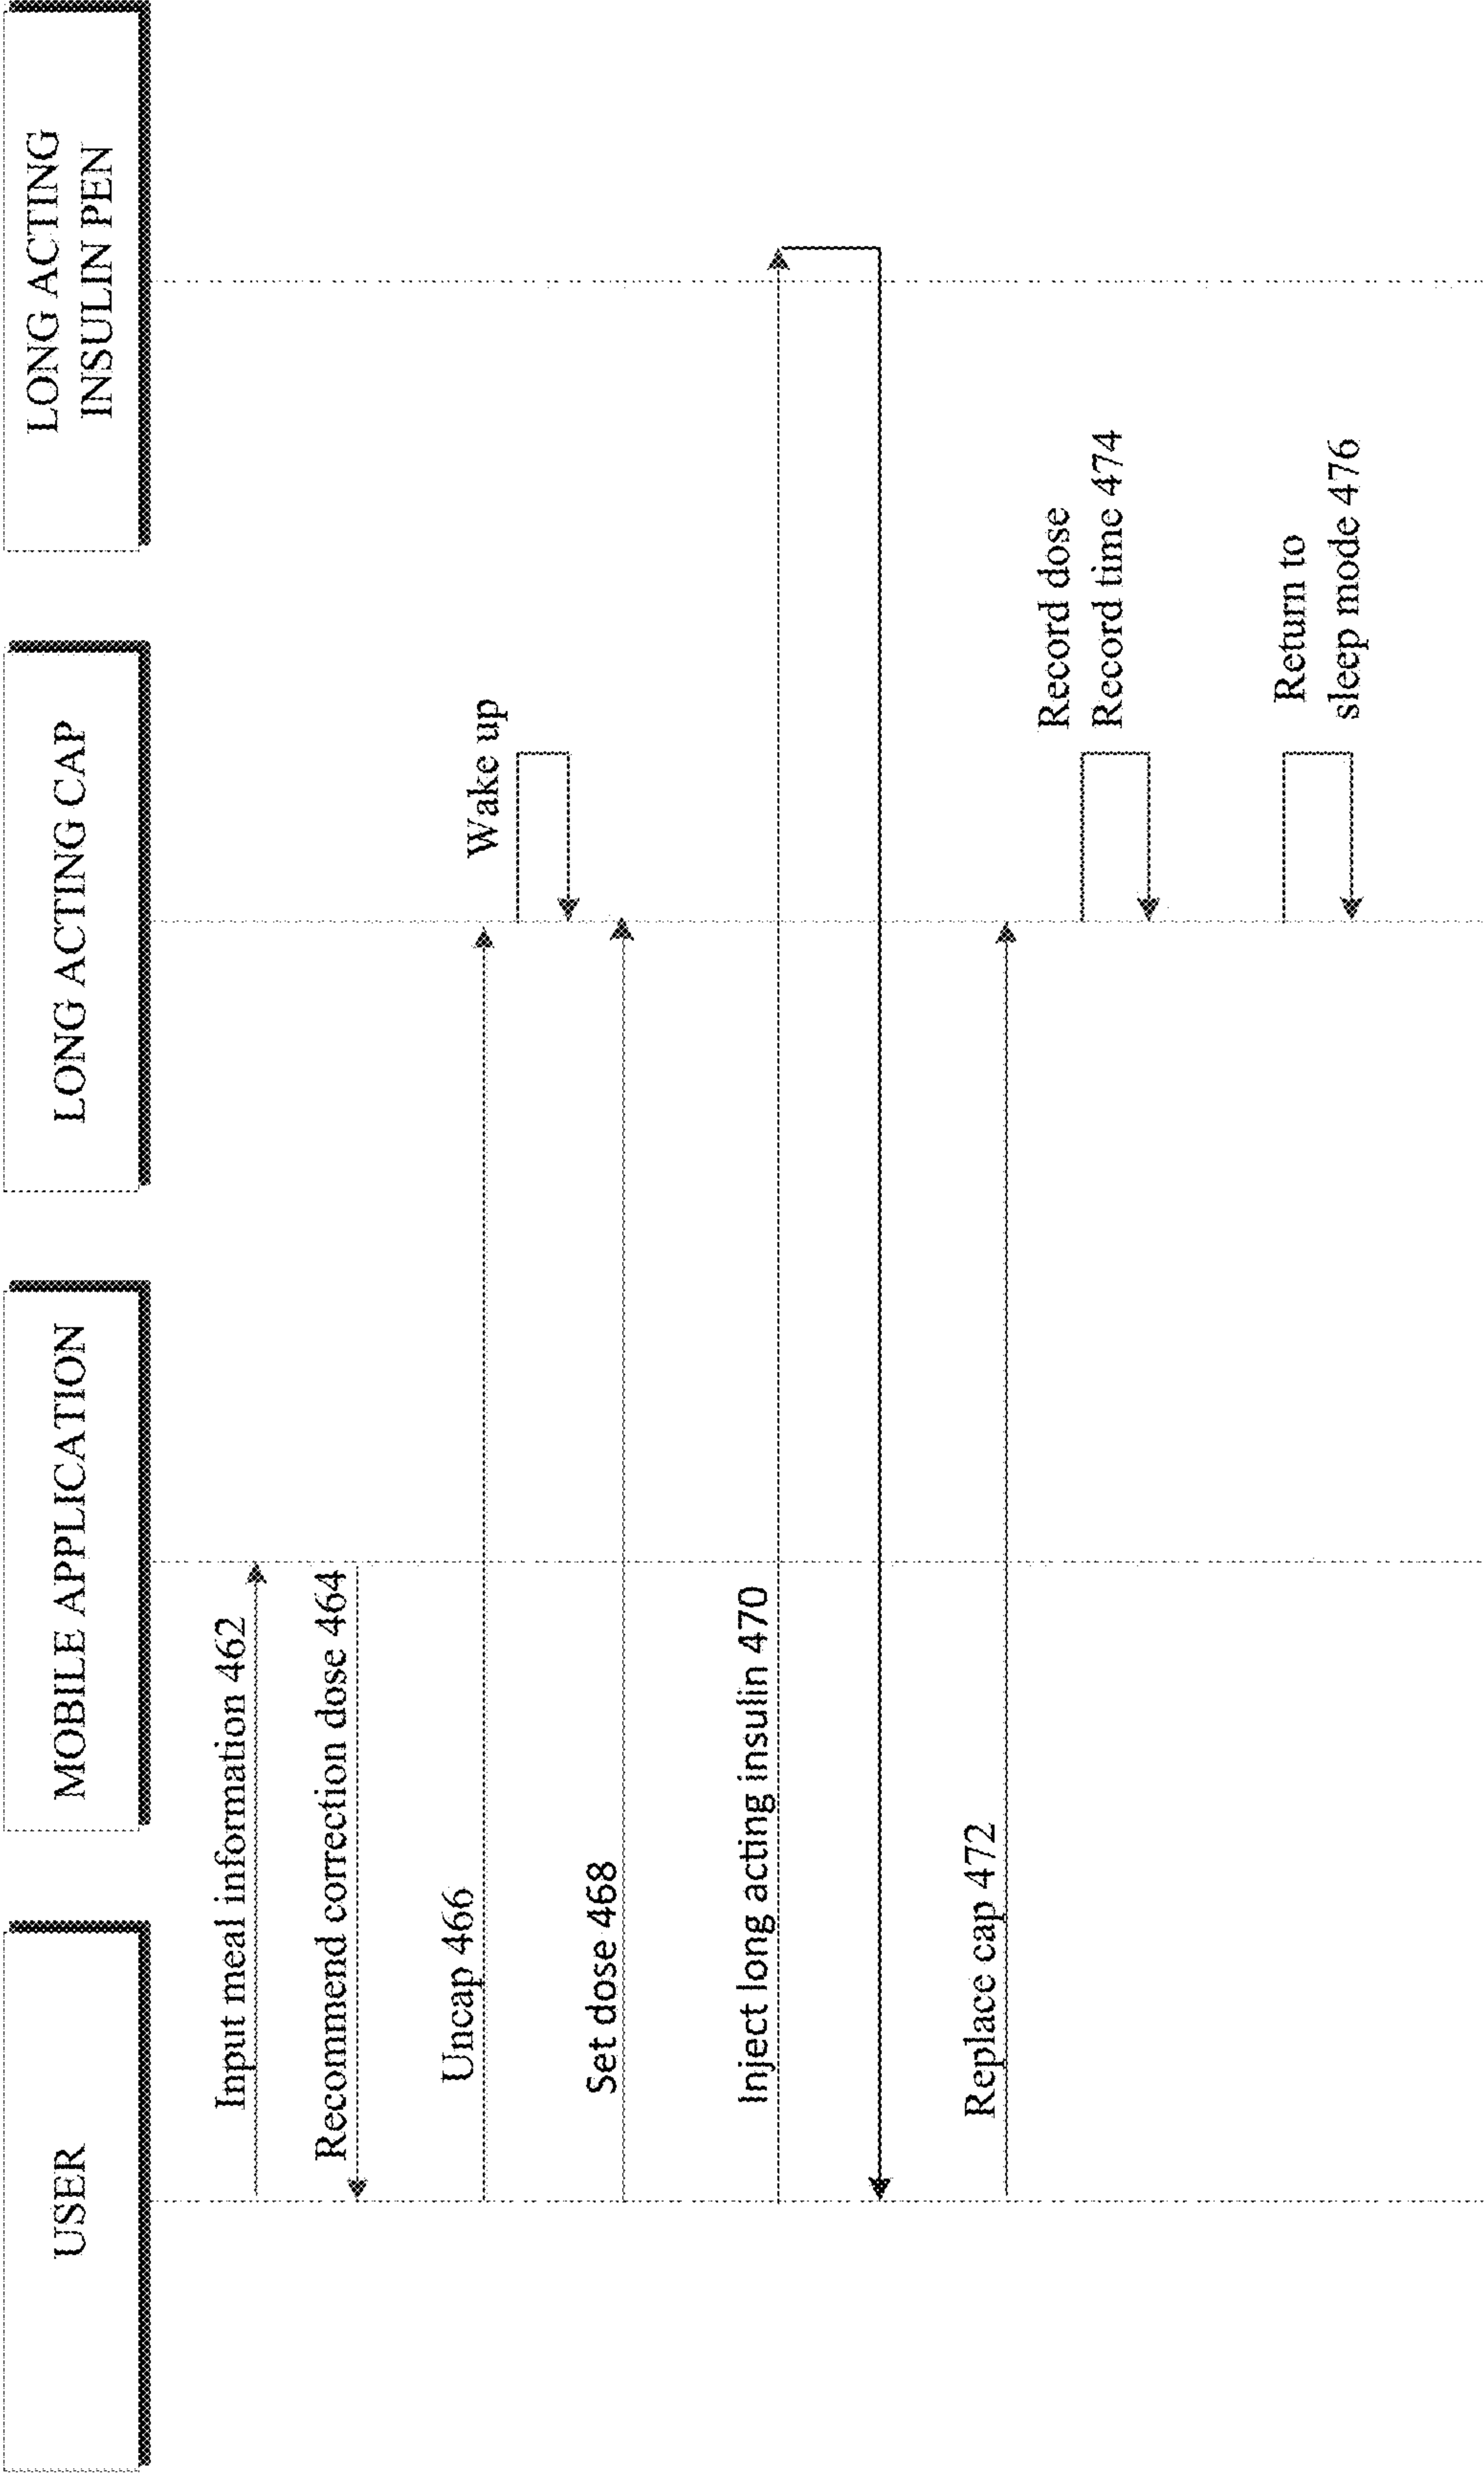 USER
MOBILE APPLICATION
LONG ACTING CAP
LONG ACTING
INSULIN PEN
Input meal information 462
Recommend correction dose 464
Uncap 466
Wake up
Set dose 468
Inject long acting insulin 470
Replace cap 472
Record dose
Record time 474
Return to
sleep mode 476